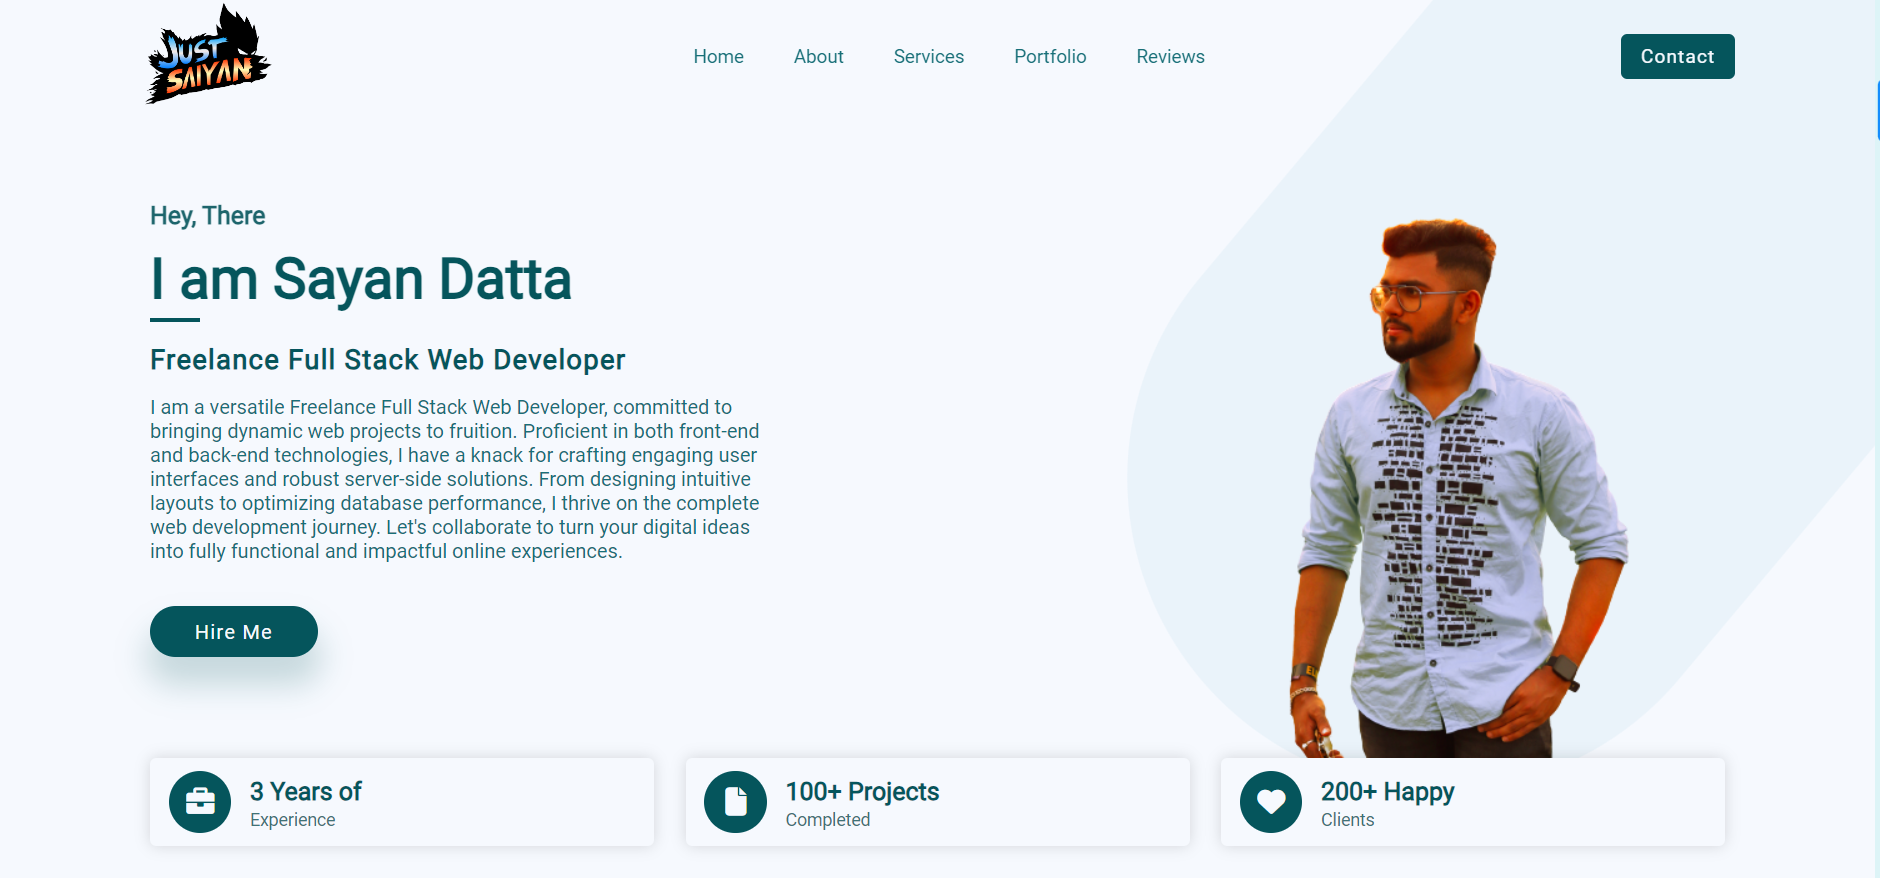 JUST
SAIYAN
Home About Services Portfolio Reviews
Contact
Hey, There
I am Sayan Datta
Freelance Full Stack Web Developer
I am a versatile Freelance Full Stack Web Developer, committed to
bringing dynamic web projects to fruition. Proficient in both front-end
and back-end technologies, I have a knack for crafting engaging user
interfaces and robust server-side solutions. From designing intuitive
layouts to optimizing database performance, I thrive on the complete
web development journey. Let's collaborate to turn your digital ideas
into fully functional and impactful online experiences.
Hire Me
3 Years of
Experience
100+ Projects
Completed
200+ Happy
Clients